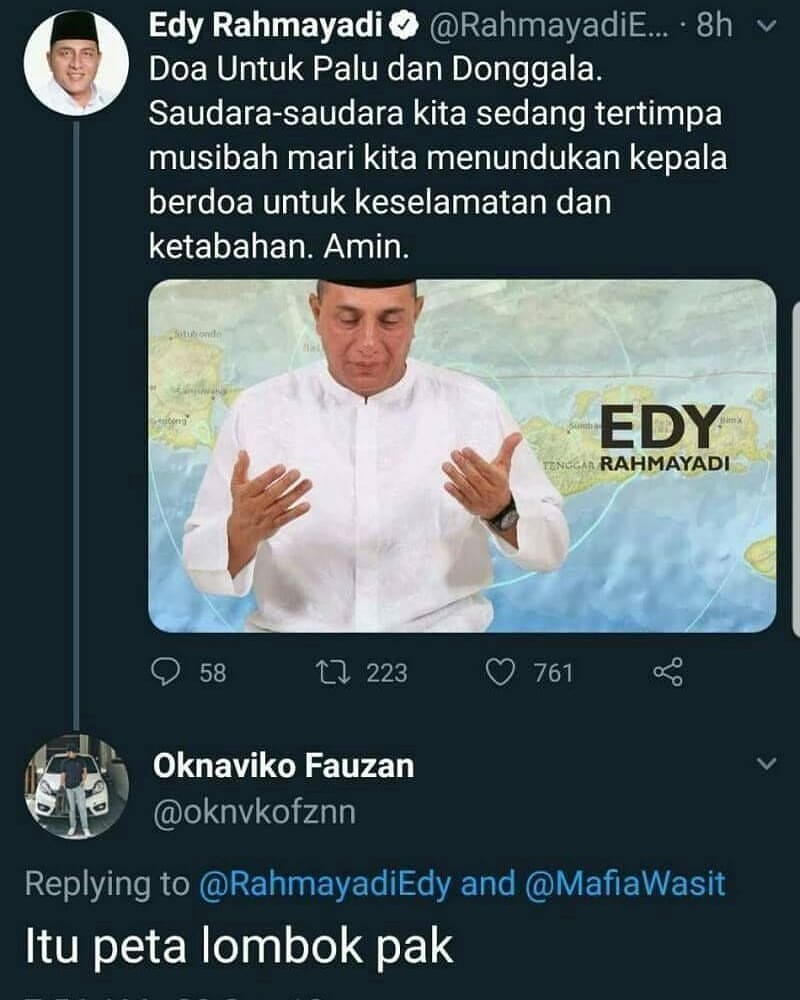 Edy Rahmayadi @RahmayadiE... · 8h
Doa Untuk Palu dan Donggala.
Saudara-saudara kita sedang tertimpa
musibah mari kita menundukan kepala
berdoa untuk keselamatan dan
ketabahan. Amin.
EDY
TENGGAR RAHMAYADI
58 223 761
Oknaviko Fauzan
@oknvkofznn
Replying to @RahmayadiEdy and @MafiaWasit
Itu peta lombok pak